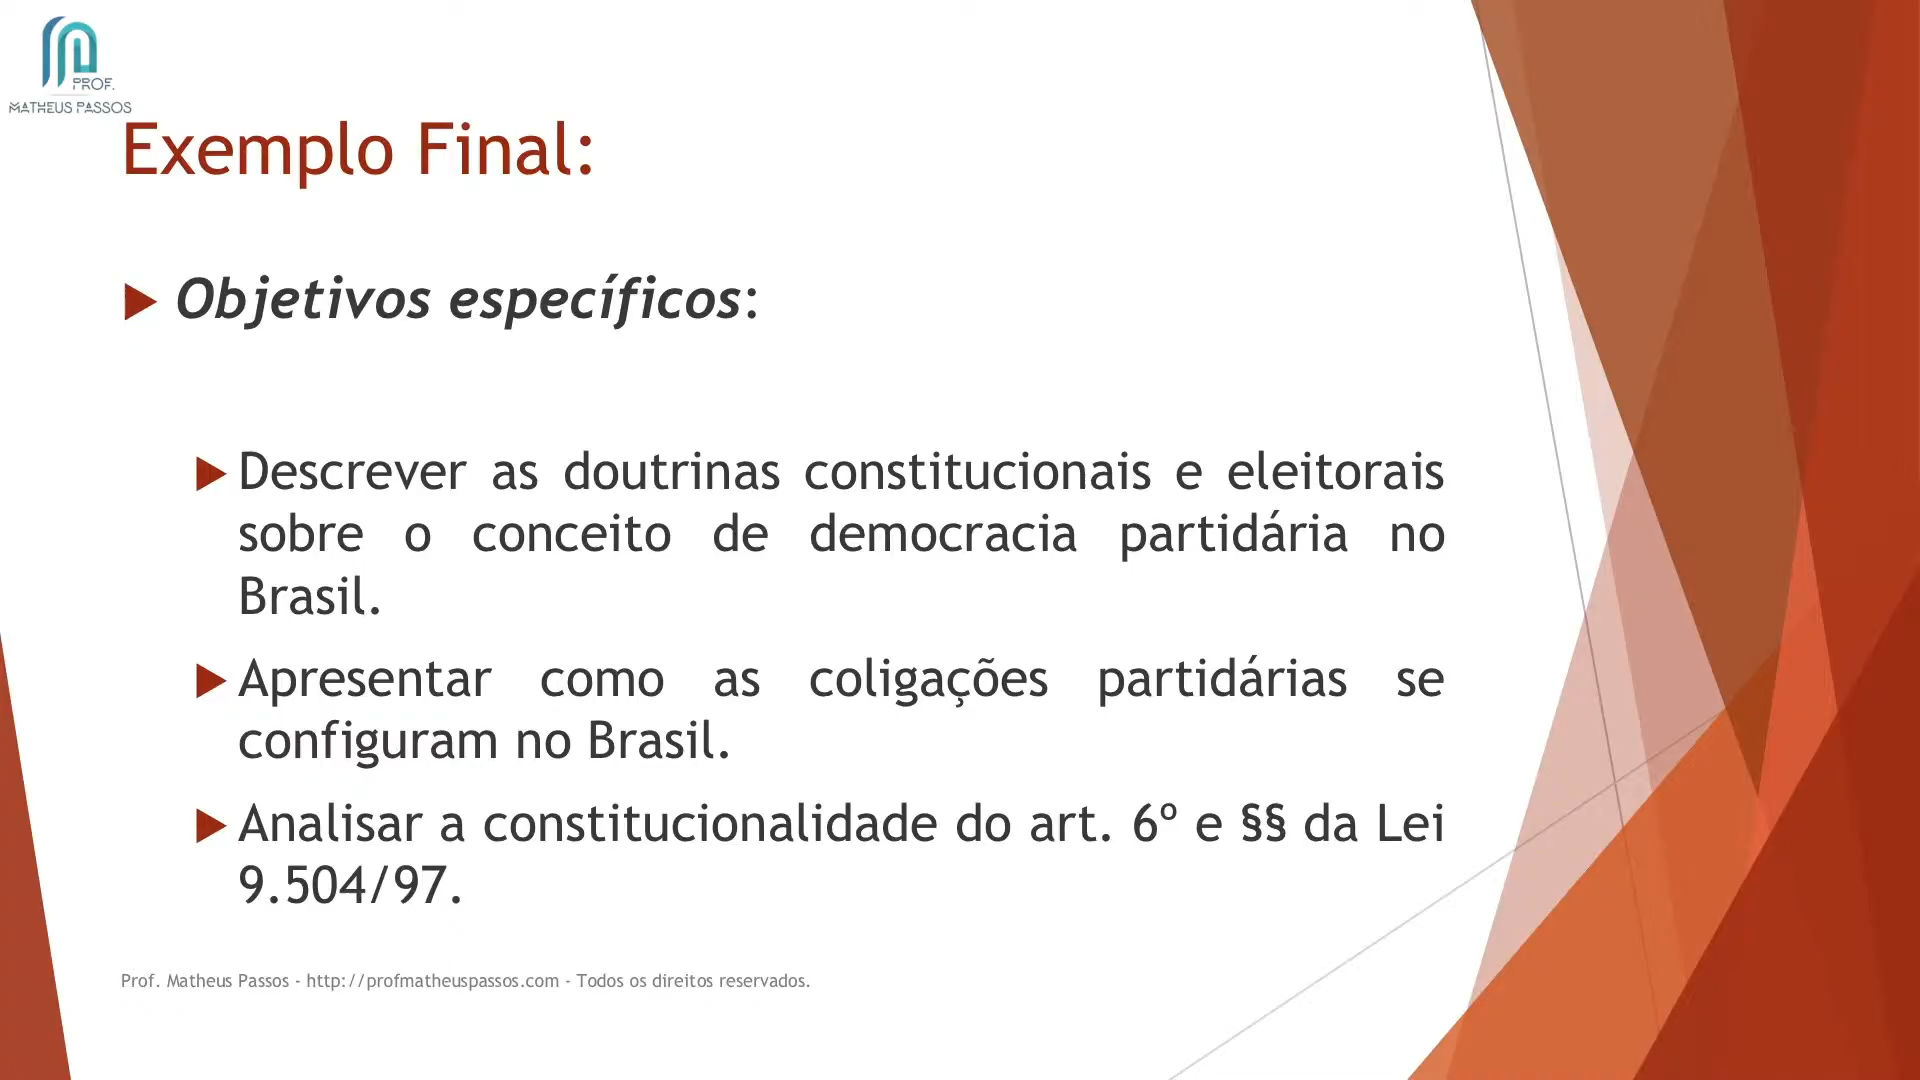 PROF.
MATHEUS PASSOS
Exemplo Final:
Objetivos específicos:
Descrever as doutrinas constitucionais e eleitorais
sobre o conceito de democracia partidária no
Brasil.
Apresentar como as coligações partidárias se
configuram no Brasil.
Analisar a constitucionalidade do art. 6º e §§ da Lei
9.504/97.
Prof. Matheus Passos - http://profmatheuspassos.com - Todos os direitos reservados.